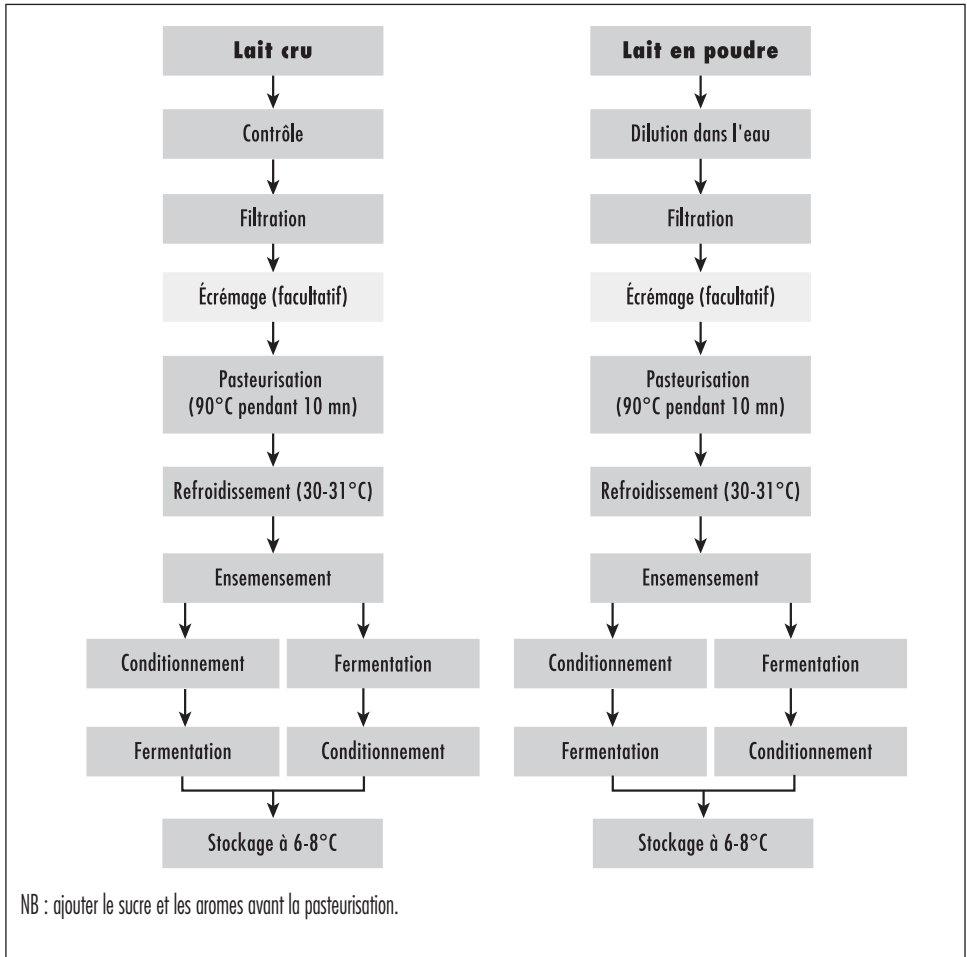 Lait cru
Contrôle
Filtration
Écrémage (facultatif)
Pasteurisation
(90°C pendant 10 mn)
Refroidissement (30-31°C)
Ensemensement
Conditionnement
Fermentation
Fermentation
Conditionnement
Stockage à 6-8°C
Lait en poudre
Dilution dans l'eau
Filtration
Écrémage (facultatif)
Pasteurisation
(90°C pendant 10 mn)
Refroidissement (30-31°C)
Ensemensement
Conditionnement
Fermentation
Fermentation
Conditionnement
Stockage à 6-8°C
NB : ajouter le sucre et les aromes avant la pasteurisation.